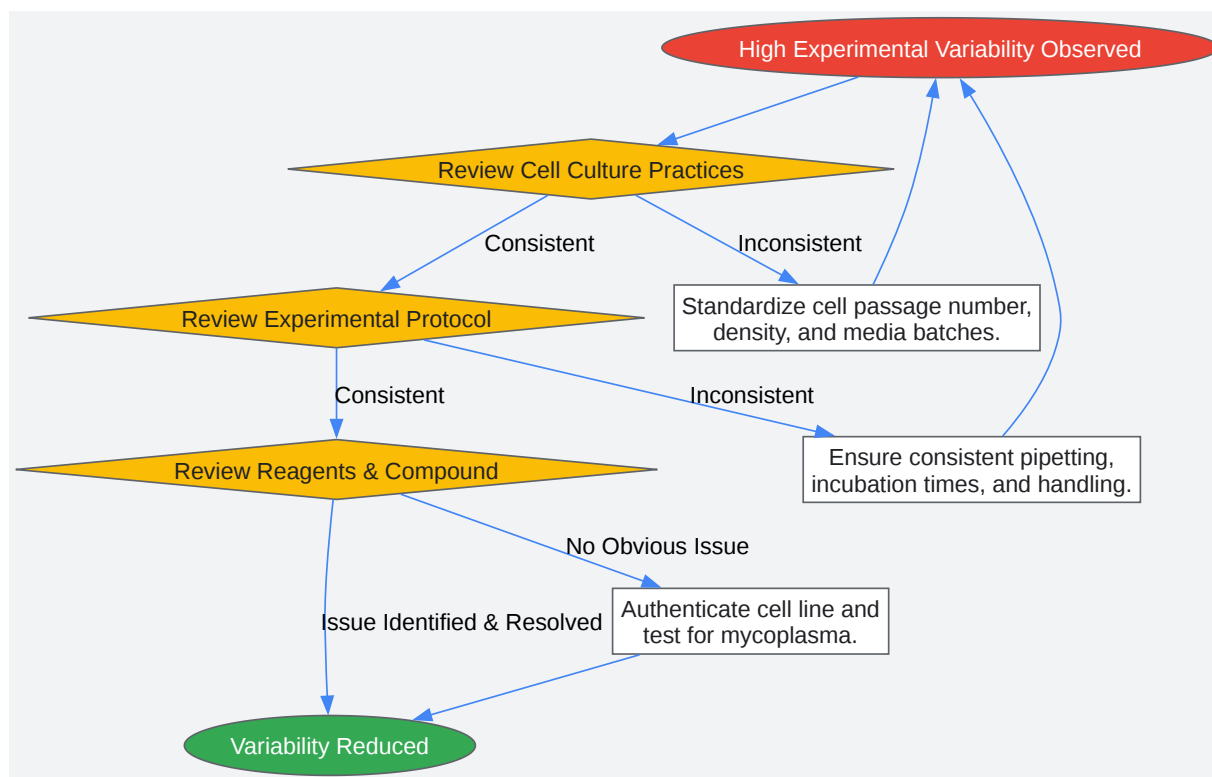 High Experimental Variability Observed
Review Cell Culture Practices
Consistent
Inconsistent
Standardize cell passage number,
density, and media batches.
Review Experimental Protocol
Consistent
Inconsistent
Ensure consistent pipetting,
incubation times, and handling.
Review Reagents & Compound
No Obvious Issue
Issue Identified & Resolved
Authenticate cell line and
test for mycoplasma.
Variability Reduced